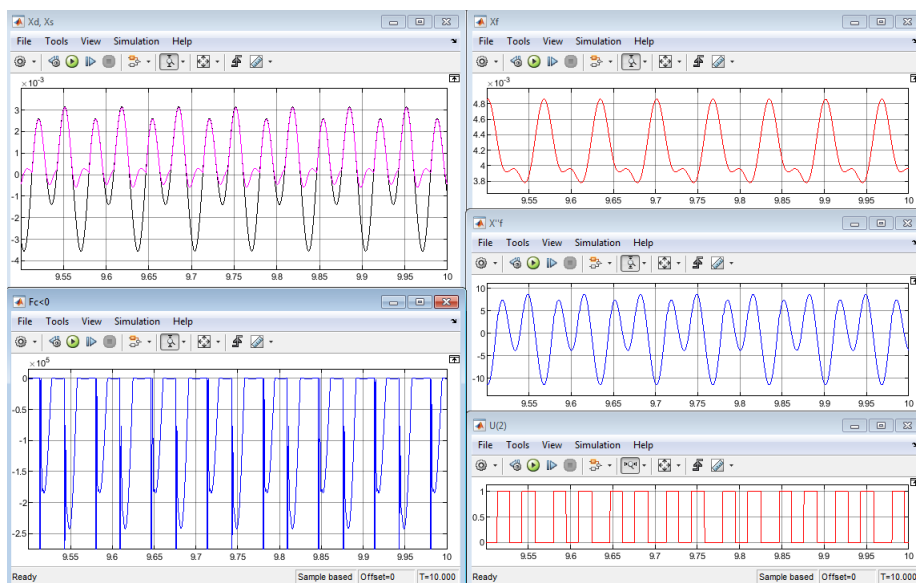 Xd, Xs
File Tools View Simulation Help
×10⁻³
3
2
1
0
-1
-2
-3
-4
9.55 9.6 9.65 9.7 9.75 9.8 9.85 9.9 9.95 10
Fc<0
File Tools View Simulation Help
×10⁵
0
-0.5
-1
-1.5
-2
-2.5
9.55 9.6 9.65 9.7 9.75 9.8 9.85 9.9 9.95 10
Ready Sample based Offset=0 T=10.000
Xf
File Tools View Simulation Help
×10⁻³
4.8
4.6
4.4
4.2
4
3.8
9.55 9.6 9.65 9.7 9.75 9.8 9.85 9.9 9.95 10
X''f
File Tools View Simulation Help
10
5
0
-5
-10
9.55 9.6 9.65 9.7 9.75 9.8 9.85 9.9 9.95 10
U(2)
File Tools View Simulation Help
1
0.5
0
9.55 9.6 9.65 9.7 9.75 9.8 9.85 9.9 9.95 10
Ready Sample based Offset=0 T=10.000